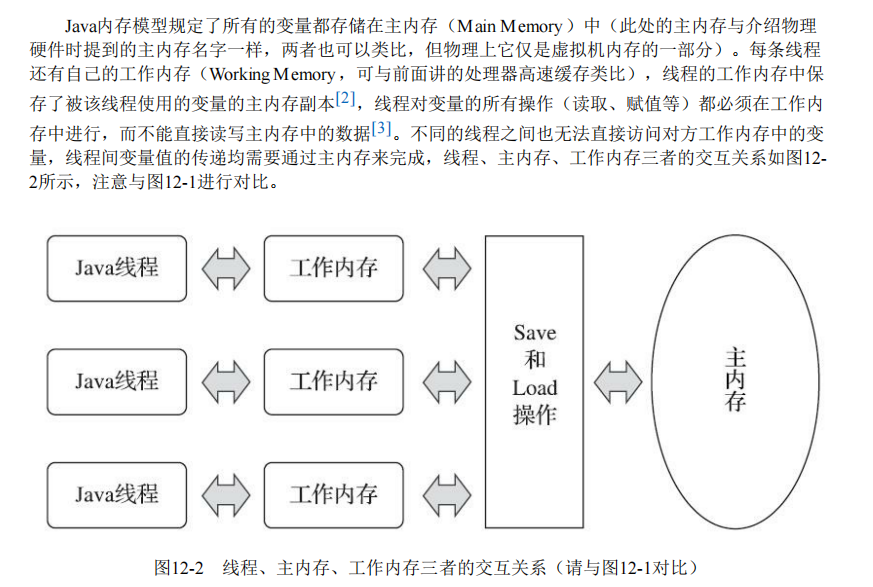 Java内存模型规定了所有的变量都存储在主内存（Main Memory）中（此处的主内存与介绍物理
硬件时提到的主内存名字一样，两者也可以类比，但物理上它仅是虚拟机内存的一部分）。每条线程
还有自己的工作内存（Working Memory，可与前面讲的处理器高速缓存类比），线程的工作内存中保
存了被该线程使用的变量的主内存副本[2]，线程对变量的所有操作（读取、赋值等）都必须在工作内
存中进行，而不能直接读写主内存中的数据[3]。不同的线程之间也无法直接访问对方工作内存中的变
量，线程间变量值的传递均需要通过主内存来完成，线程、主内存、工作内存三者的交互关系如图12-
2所示，注意与图12-1进行对比。
Java线程
工作内存
Java线程
工作内存
Java线程
工作内存
Save
和
Load
操作
主
内
存
图12-2 线程、主内存、工作内存三者的交互关系（请与图12-1对比）